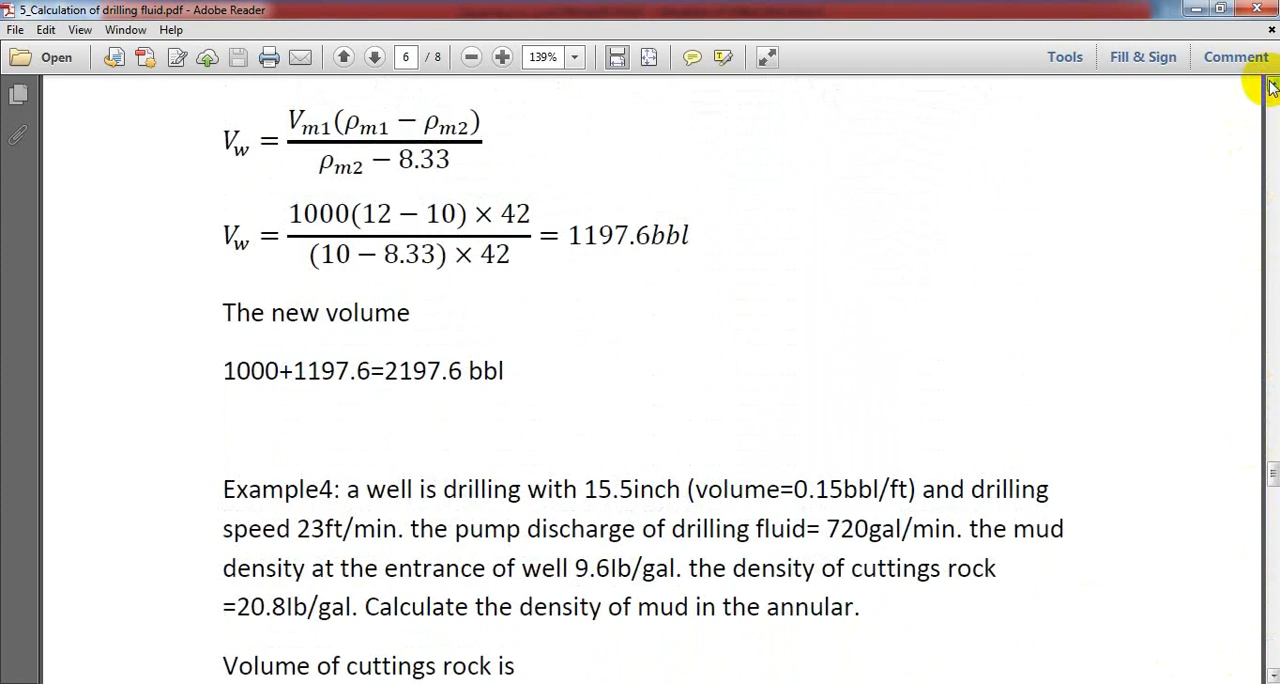 5_Calculation of drilling fluid.pdf - Adobe Reader
File Edit View Window Help
Open 6 / 8 139% Tools Fill & Sign Comment
V_w = V_m1(ρ_m1 − ρ_m2) / ρ_m2 − 8.33
V_w = 1000(12 − 10) × 42 / (10 − 8.33) × 42 = 1197.6bbl
The new volume
1000+1197.6=2197.6 bbl
Example4: a well is drilling with 15.5inch (volume=0.15bbl/ft) and drilling
speed 23ft/min. the pump discharge of drilling fluid= 720gal/min. the mud
density at the entrance of well 9.6Ib/gal. the density of cuttings rock
=20.8Ib/gal. Calculate the density of mud in the annular.
Volume of cuttings rock is